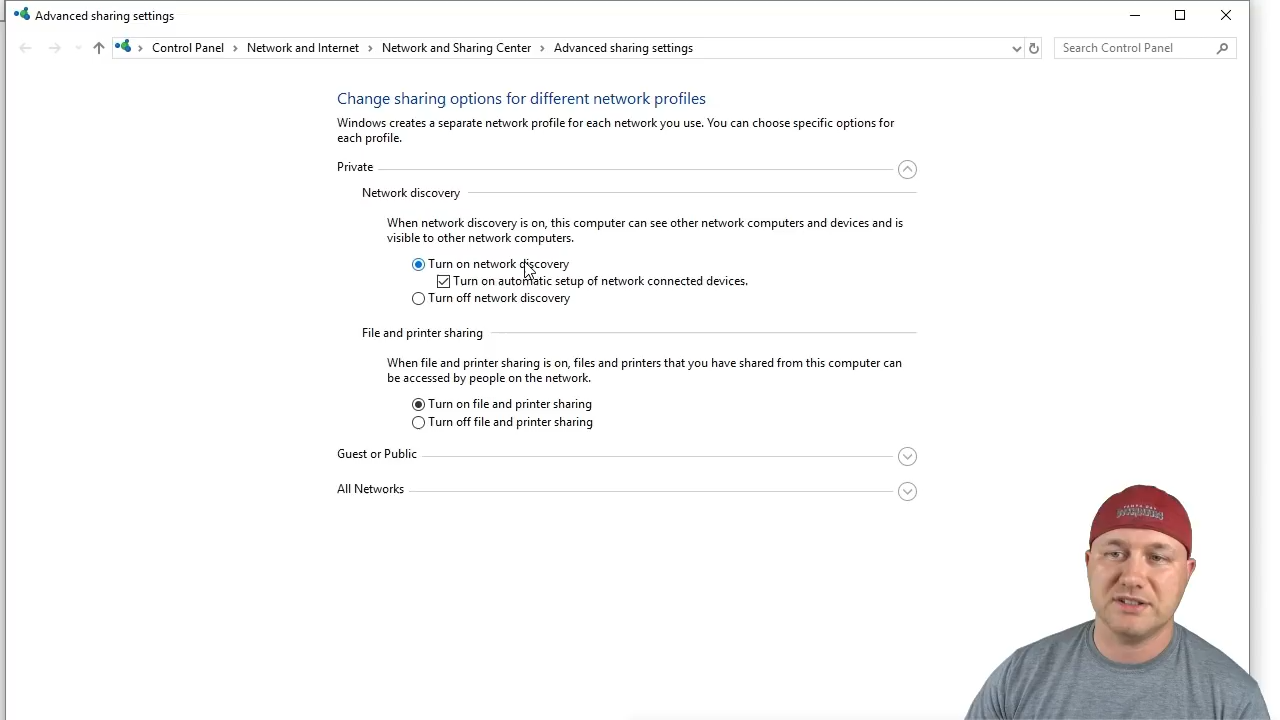 Advanced sharing settings
Control Panel > Network and Internet > Network and Sharing Center > Advanced sharing settings
Search Control Panel
Change sharing options for different network profiles
Windows creates a separate network profile for each network you use. You can choose specific options for
each profile.
Private
Network discovery
When network discovery is on, this computer can see other network computers and devices and is
visible to other network computers.
Turn on network discovery
Turn on automatic setup of network connected devices.
Turn off network discovery
File and printer sharing
When file and printer sharing is on, files and printers that you have shared from this computer can
be accessed by people on the network.
Turn on file and printer sharing
Turn off file and printer sharing
Guest or Public
All Networks
TAMPA BAY
BUCCANEERS